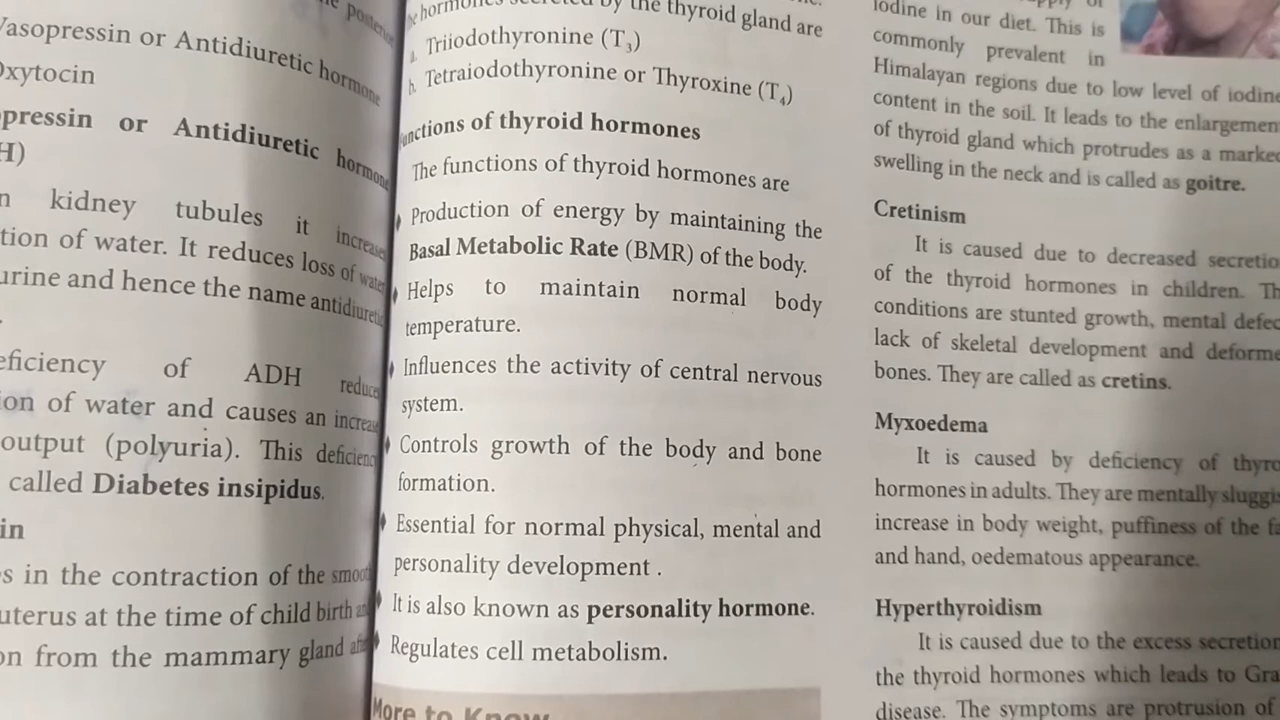 the posterior
Vasopressin or Antidiuretic hormone
Oxytocin
pressin or Antidiuretic hormone
H)
n kidney tubules it increases
tion of water. It reduces loss of water
urine and hence the name antidiuretic
eficiency of ADH reduces
ion of water and causes an increase
output (polyuria). This deficiency
called Diabetes insipidus.
in
s in the contraction of the smooth
uterus at the time of child birth and
on from the mammary gland after
he hormones secreted by the thyroid gland are
a. Triiodothyronine (T₃)
b. Tetraiodothyronine or Thyroxine (T₄)
unctions of thyroid hormones
The functions of thyroid hormones are
♦ Production of energy by maintaining the
Basal Metabolic Rate (BMR) of the body.
♦ Helps to maintain normal body
temperature.
♦ Influences the activity of central nervous
system.
♦ Controls growth of the body and bone
formation.
♦ Essential for normal physical, mental and
personality development .
♦ It is also known as personality hormone.
♦ Regulates cell metabolism.
More to Know
iodine in our diet. This is
commonly prevalent in
Himalayan regions due to low level of iodine
content in the soil. It leads to the enlargemen
of thyroid gland which protrudes as a marked
swelling in the neck and is called as goitre.
Cretinism
It is caused due to decreased secretio
of the thyroid hormones in children. Th
conditions are stunted growth, mental defec
lack of skeletal development and deforme
bones. They are called as cretins.
Myxoedema
It is caused by deficiency of thyro
hormones in adults. They are mentally sluggis
increase in body weight, puffiness of the fa
and hand, oedematous appearance.
Hyperthyroidism
It is caused due to the excess secretion
the thyroid hormones which leads to Gra
disease. The symptoms are protrusion of